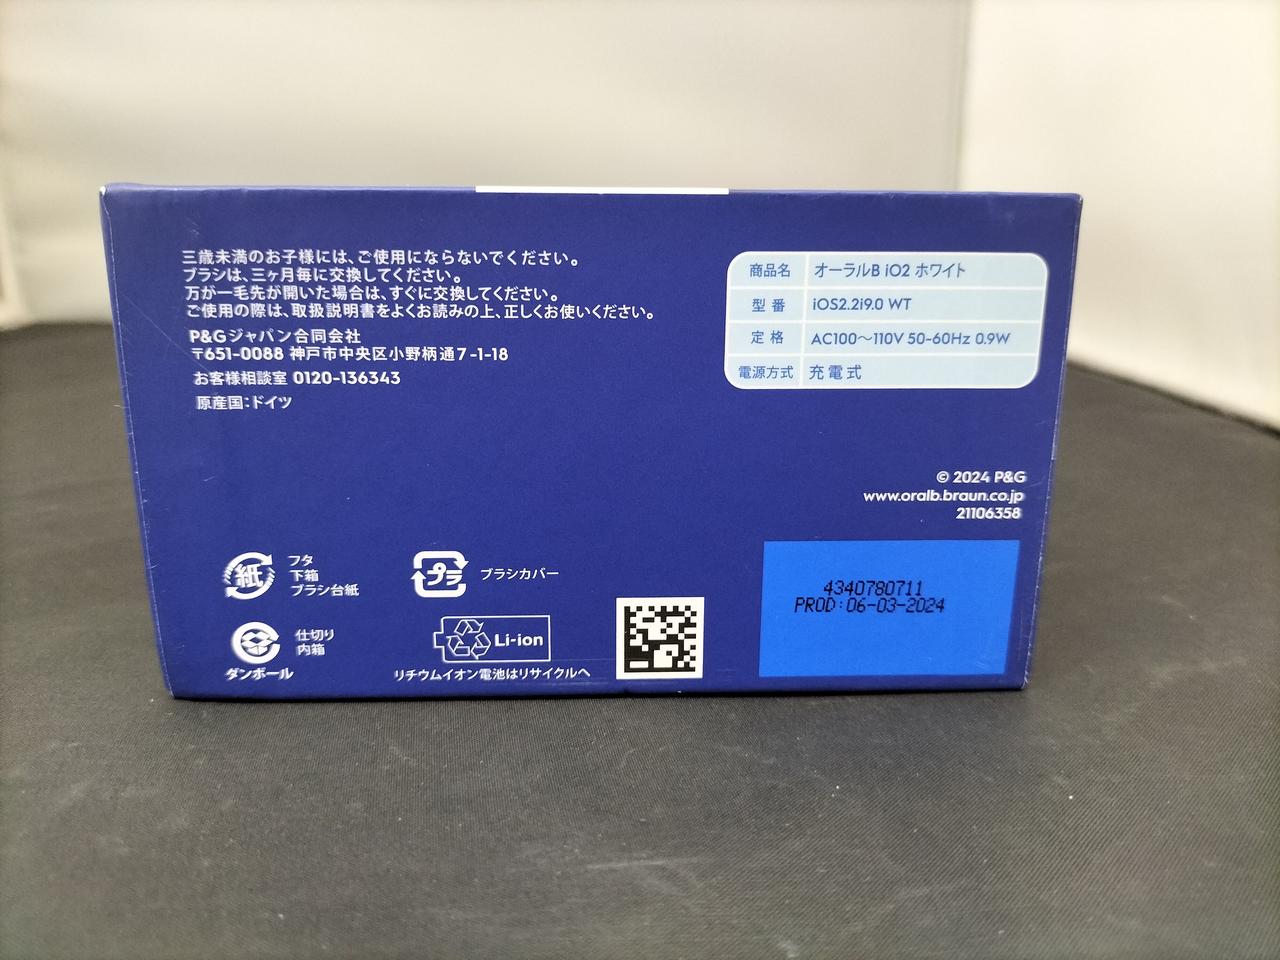 三歳未満のお子様には、ご使用にならないでください。
ブラシは、三ヶ月毎に交換してください。
万が一毛先が開いた場合は、すぐに交換してください。
ご使用の際は、取扱説明書をよくお読みの上、正しくお使いください。
P&Gジャパン合同会社
〒651-0088 神戸市中央区小野柄通7-1-18
お客様相談室 0120-136343
原産国:ドイツ
商品名 オーラルB iO2 ホワイト
型番 iOS2.2i9.0 WT
定格 AC100〜110V 50-60Hz 0.9W
電源方式 充電式
© 2024 P&G
www.oralb.braun.co.jp
21106358
紙
フタ
下箱
ブラシ台紙
プラ
ブラシカバー
仕切り
内箱
ダンボール
Li-ion
リチウムイオン電池はリサイクルへ
4340780711
PROD:06-03-2024